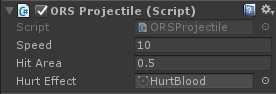 ORS Projectile (Script)
Script ORSProjectile
Speed 10
Hit Area 0.5
Hurt Effect HurtBlood